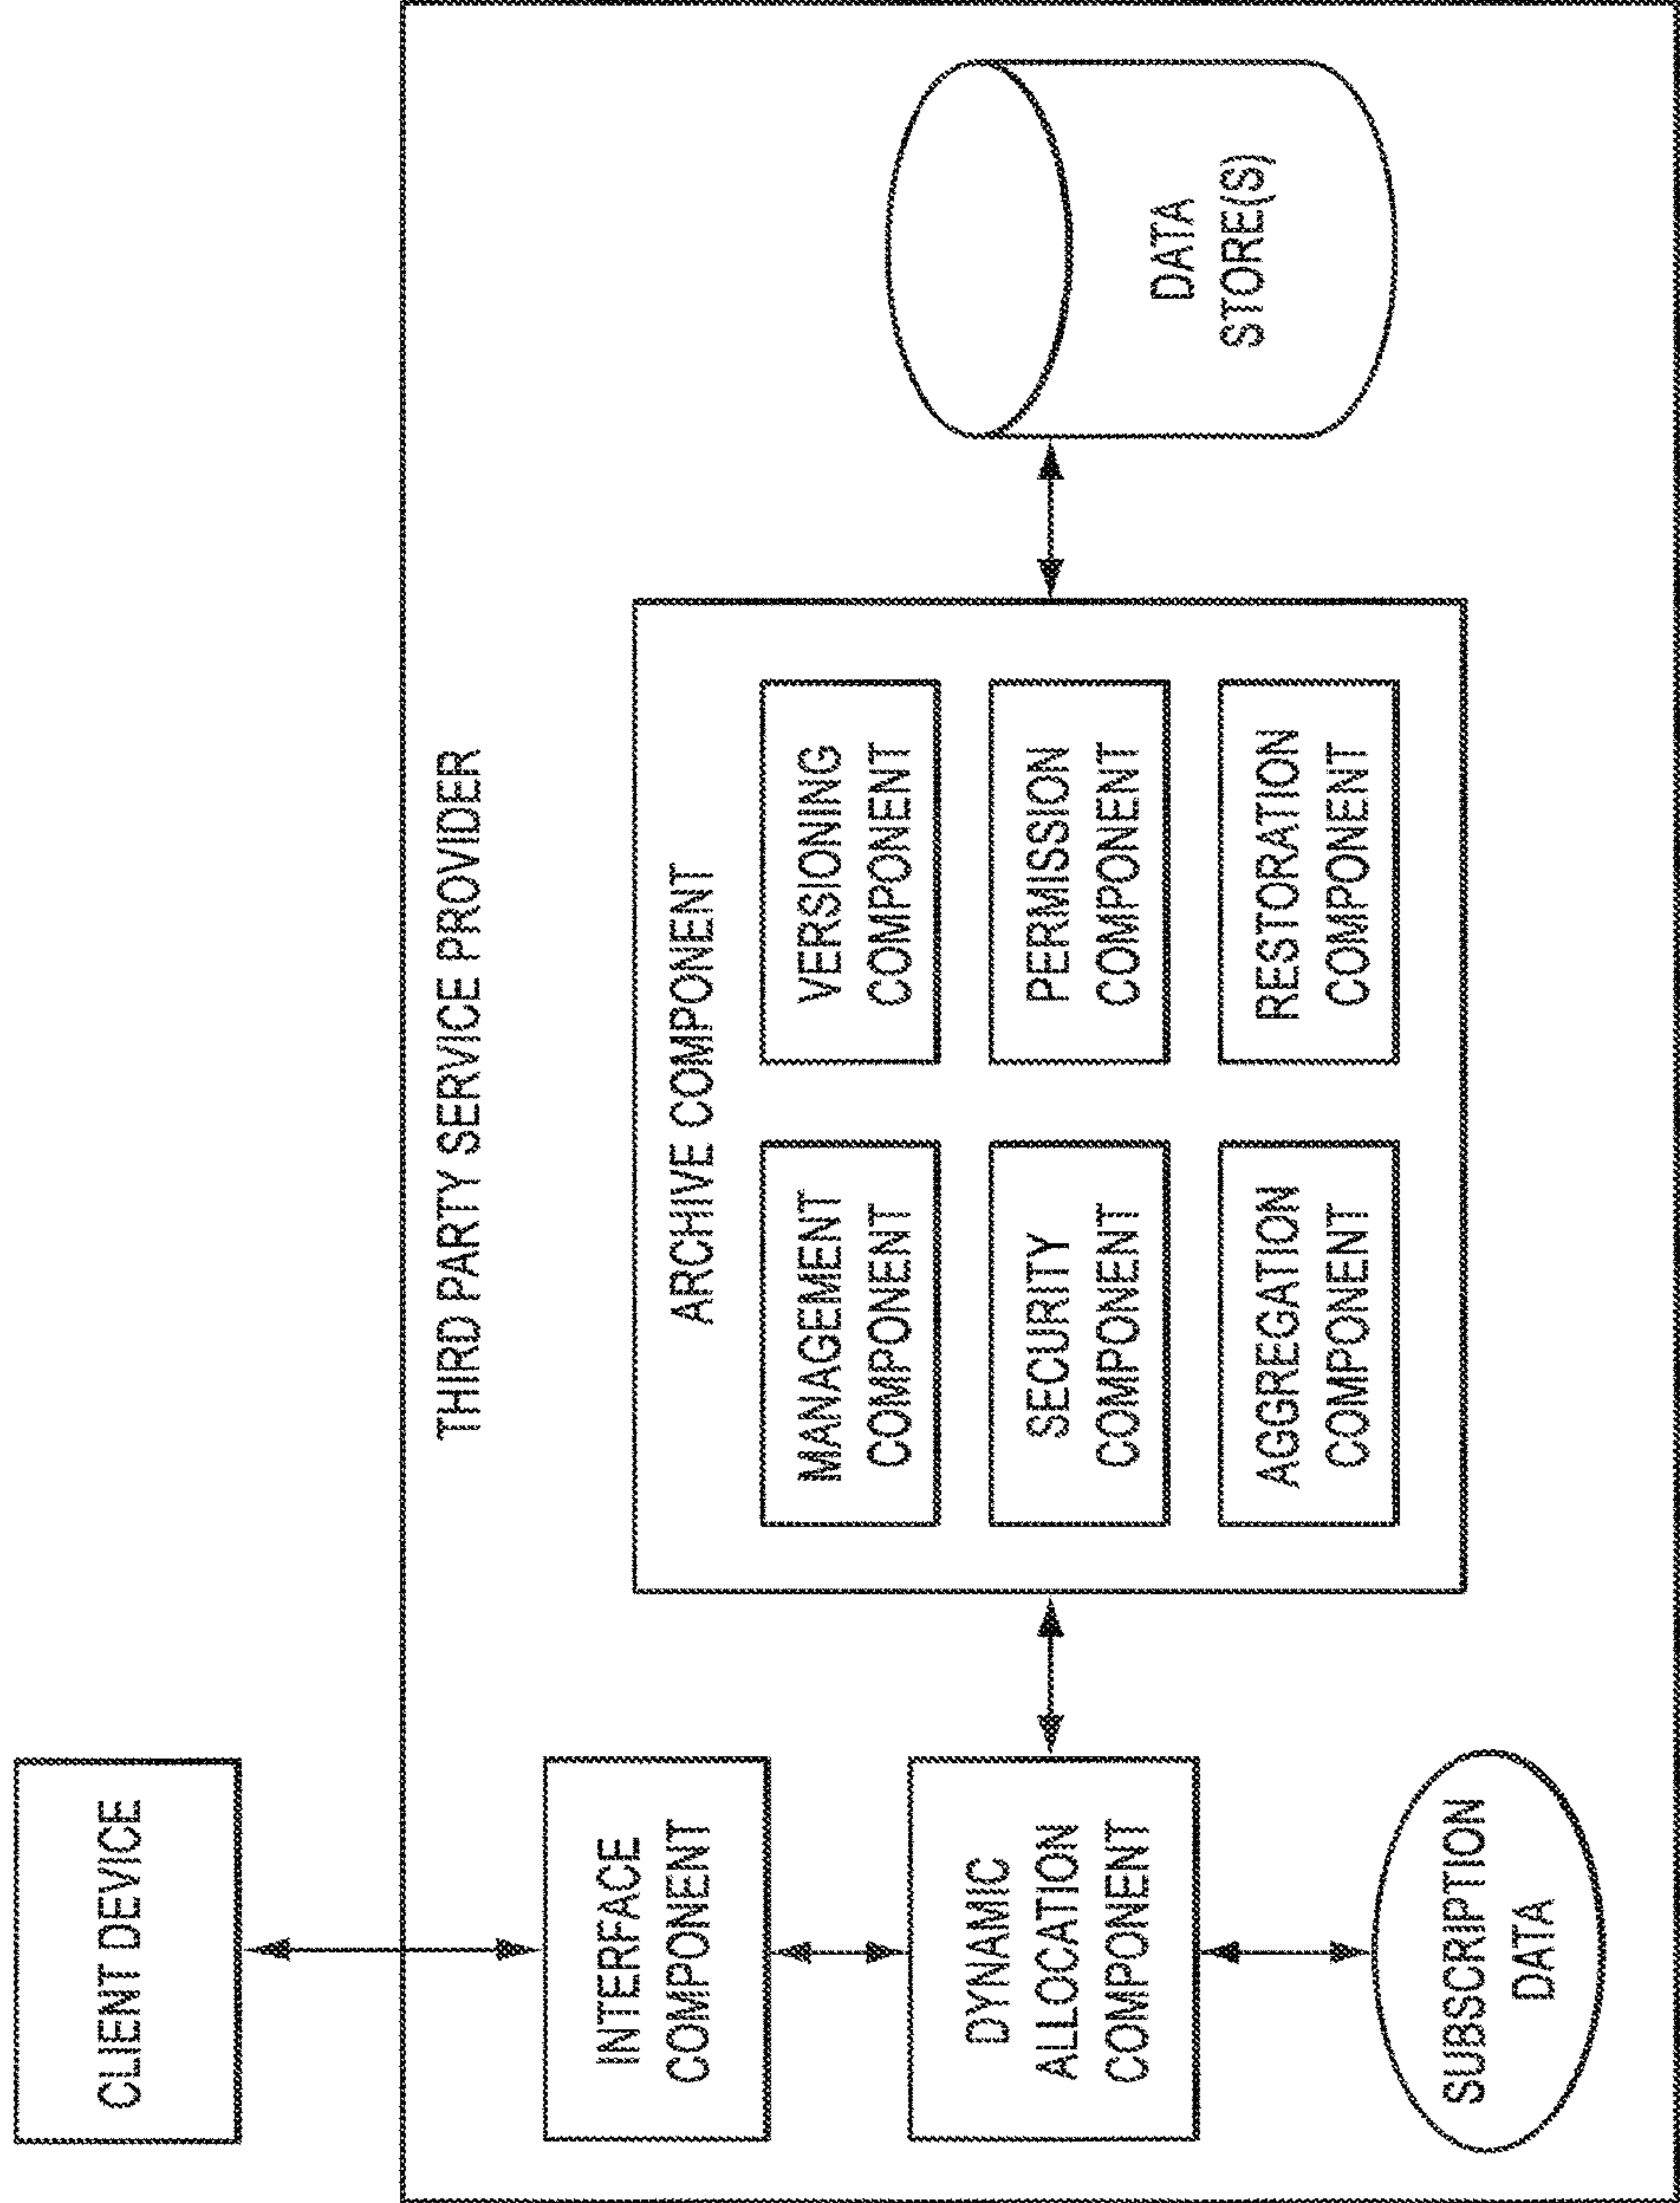 CLIENT DEVICE
THIRD PARTY SERVICE PROVIDER
INTERFACE
COMPONENT
DYNAMIC
ALLOCATION
COMPONENT
SUBSCRIPTION
DATA
ARCHIVE COMPONENT
MANAGEMENT
COMPONENT
VERSIONING
COMPONENT
SECURITY
COMPONENT
PERMISSION
COMPONENT
AGGREGATION
COMPONENT
RESTORATION
COMPONENT
DATA
STORE(S)